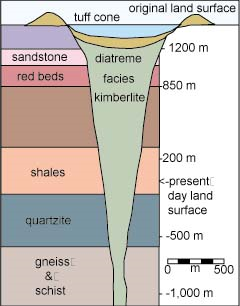 original land surface
tuff cone
1200 m
sandstone
diatreme
red beds
facies
850 m
kimberlite
200 m
shales
<-present
day land
surface
quartzite
-500 m
gneiss
&
0 m 500
schist
-1,000 m